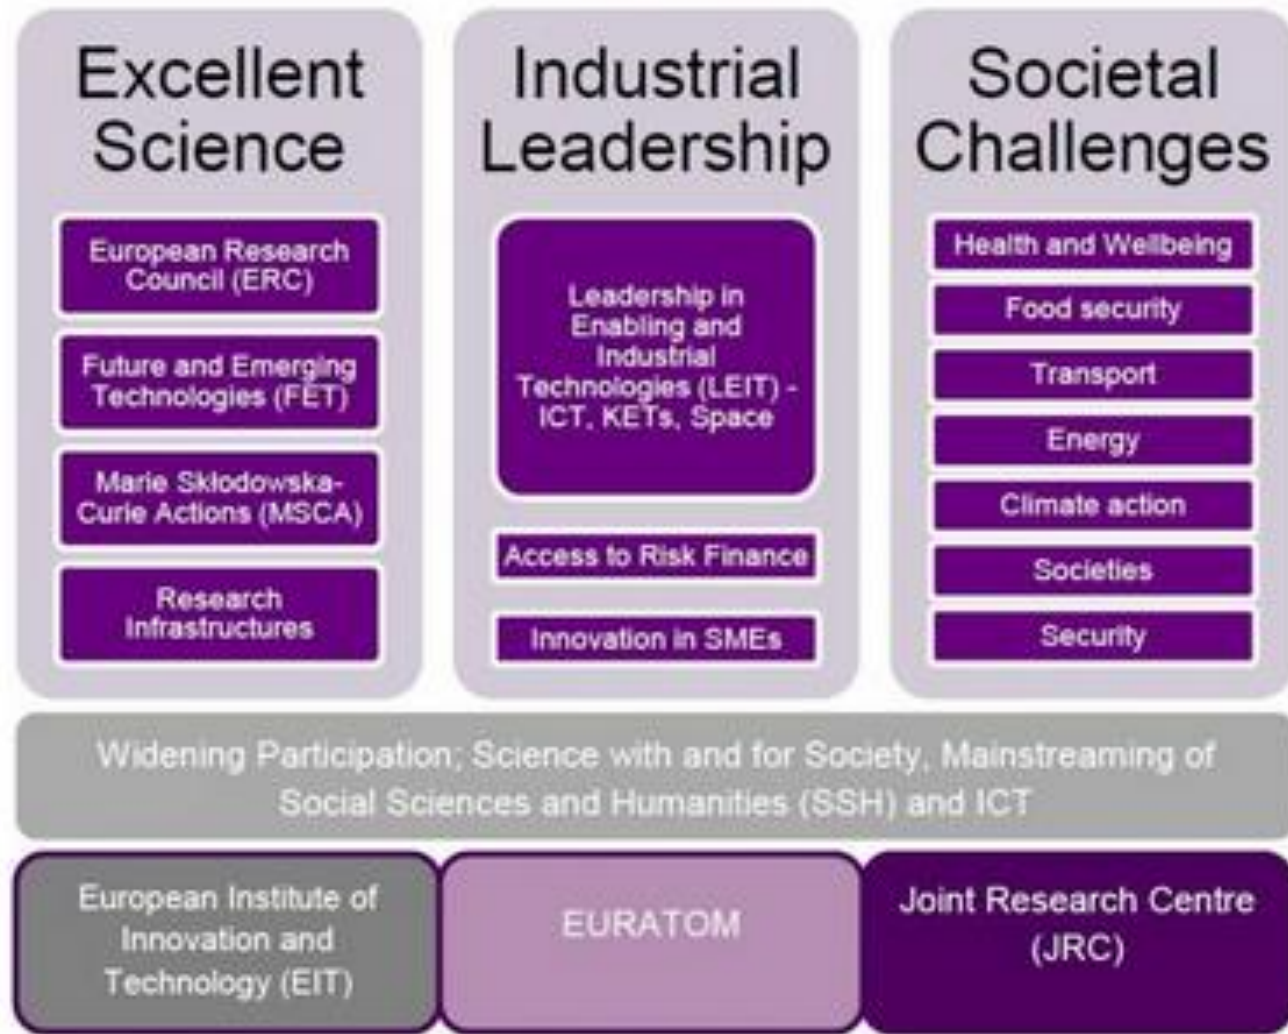 Excellent
Science
European Research
Council (ERC)
Future and Emerging
Technologies (FET)
Marie Skłodowska-
Curie Actions (MSCA)
Research
Infrastructures
Industrial
Leadership
Leadership in
Enabling and
Industrial
Technologies (LEIT) -
ICT, KETs, Space
Access to Risk Finance
Innovation in SMEs
Societal
Challenges
Health and Wellbeing
Food security
Transport
Energy
Climate action
Societies
Security
Widening Participation; Science with and for Society, Mainstreaming of
Social Sciences and Humanities (SSH) and ICT
European Institute of
Innovation and
Technology (EIT)
EURATOM
Joint Research Centre
(JRC)